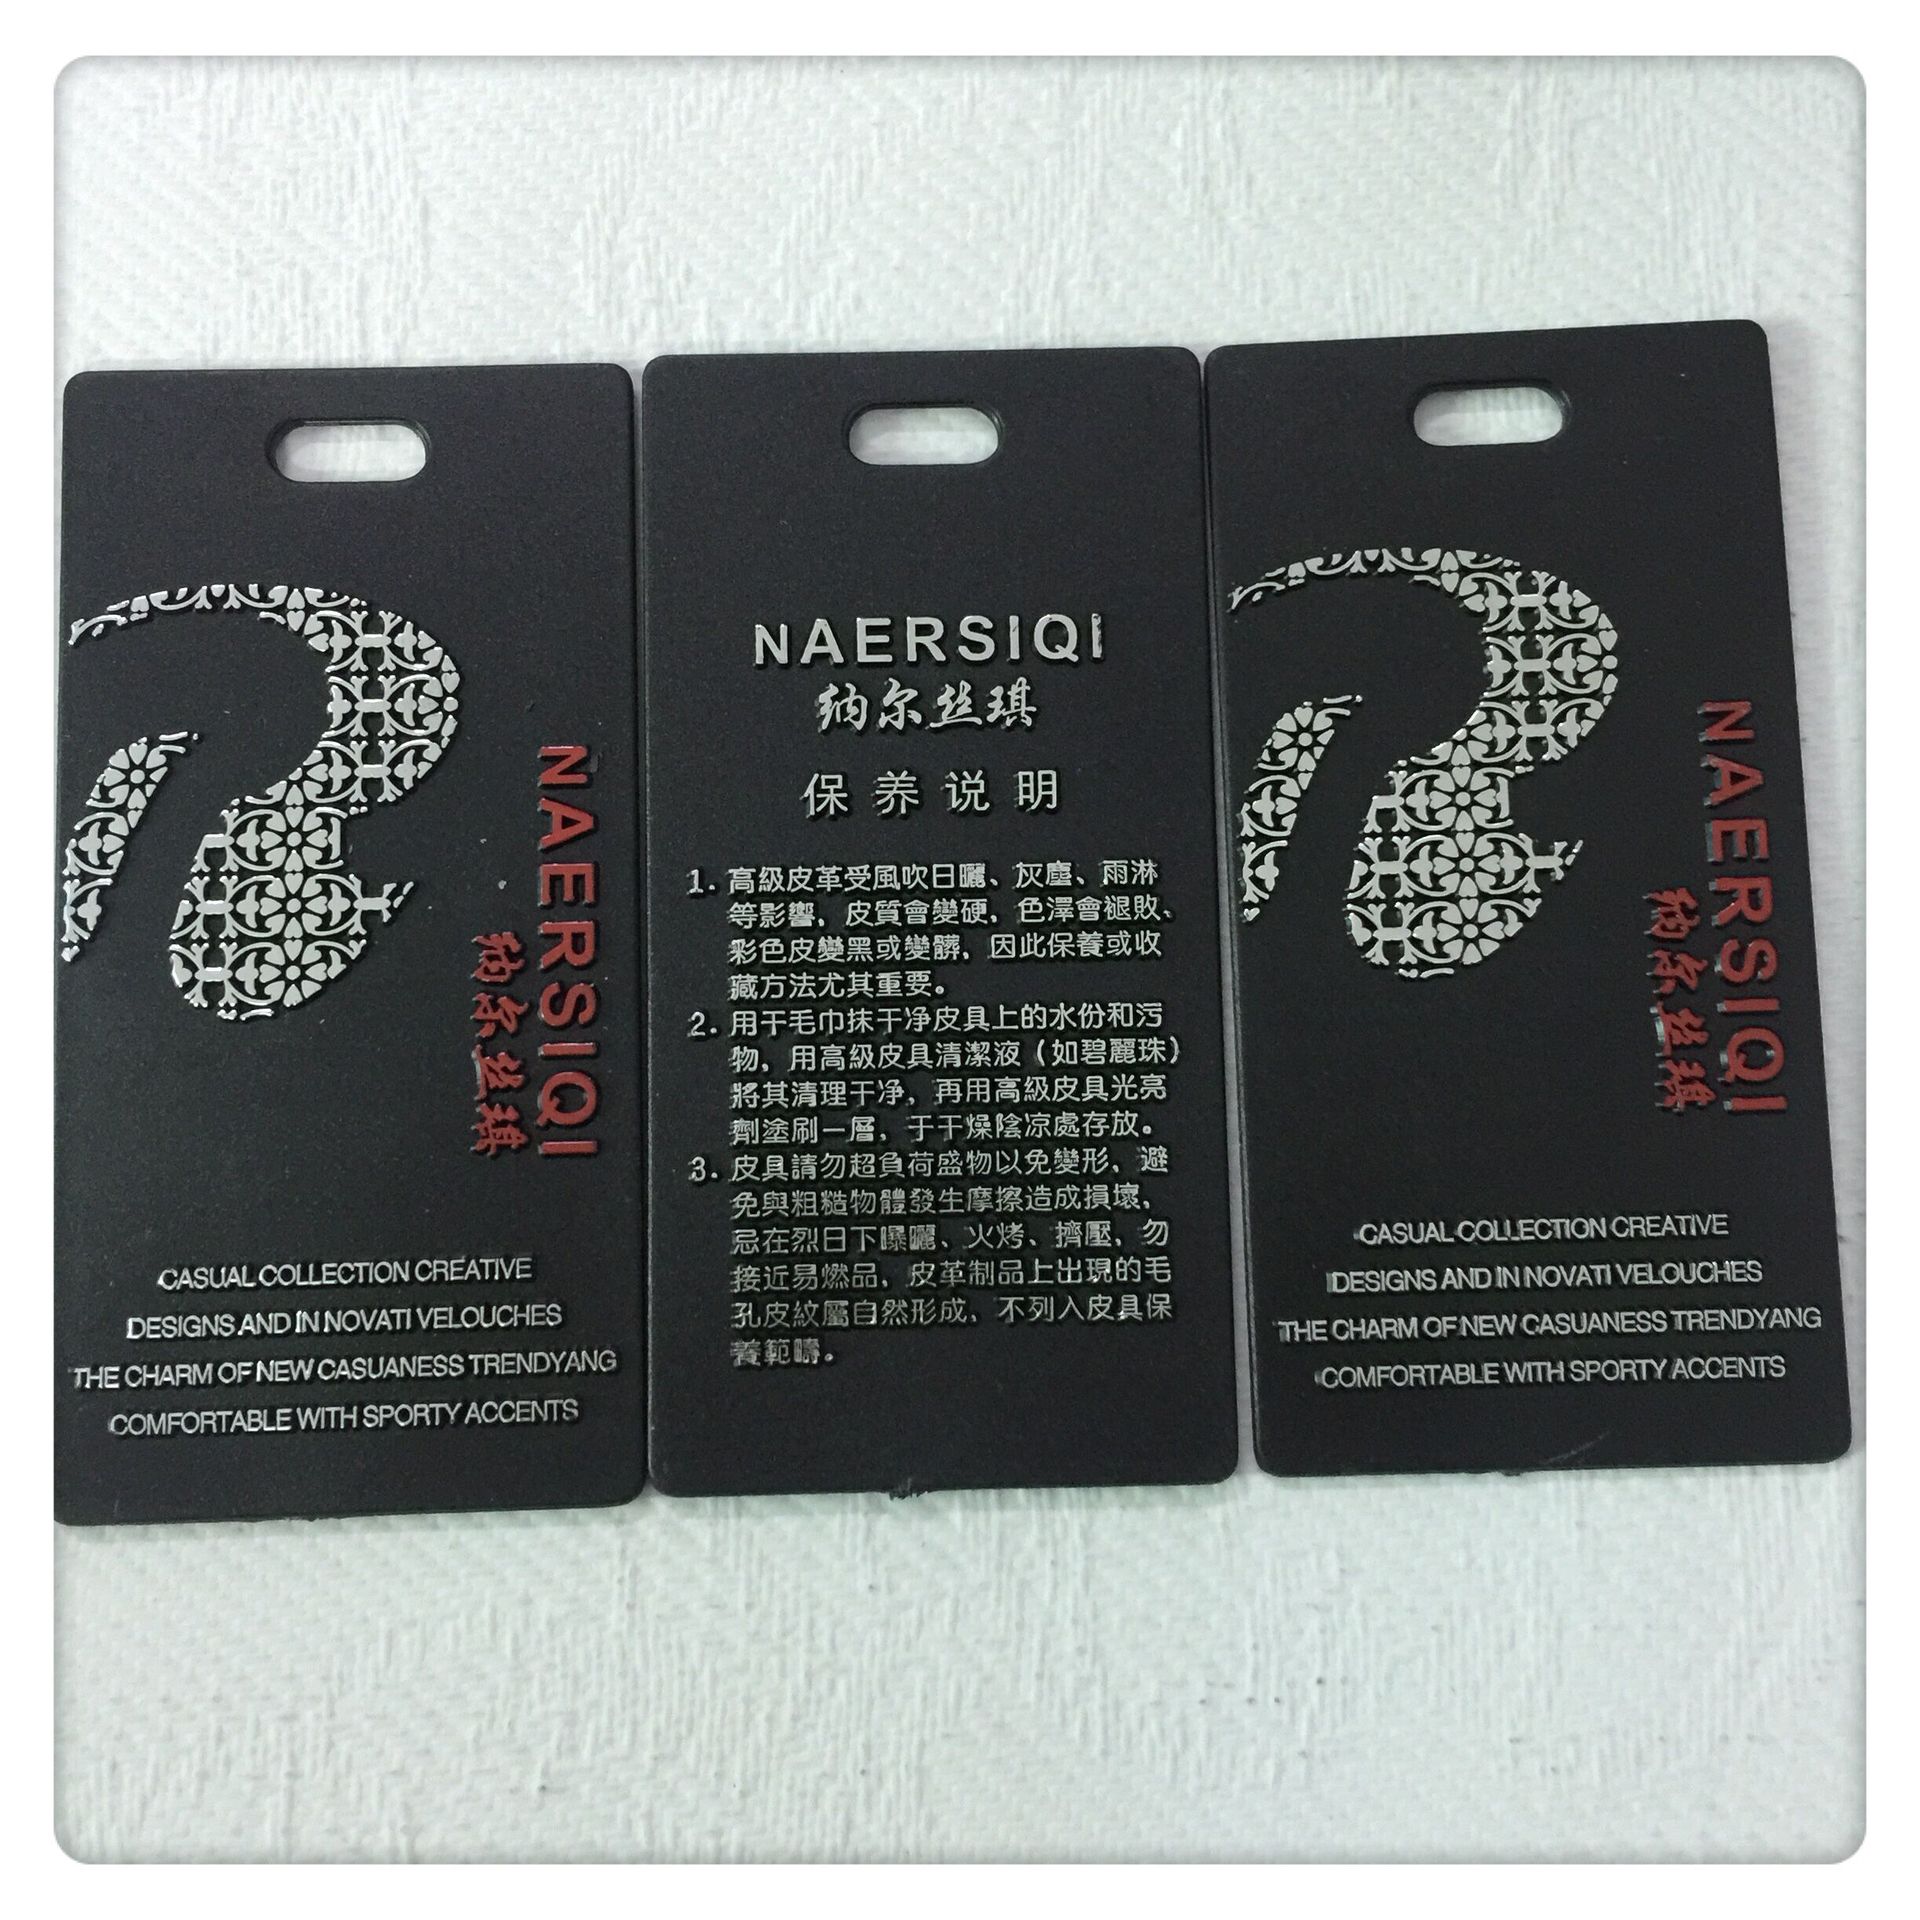 NAERSIQI
纳尔丝琪
CASUAL COLLECTION CREATIVE
DESIGNS AND IN NOVATI VELOUCHES
THE CHARM OF NEW CASUANESS TRENDYANG
COMFORTABLE WITH SPORTY ACCENTS
NAERSIQI
纳尔丝琪
保养说明
1. 高級皮革受風吹日曬、灰塵、雨淋
等影響，皮質會變硬，色澤會褪敗、
彩色皮變黑或變髒，因此保養或收
藏方法尤其重要。
2. 用干毛巾抹干净皮具上的水份和污
物，用高級皮具清潔液（如碧麗珠）
將其清理干净，再用高級皮具光亮
劑塗刷一層，于干燥陰凉處存放。
3. 皮具請勿超負荷盛物以免變形，避
免與粗糙物體發生摩擦造成損壞，
忌在烈日下曝曬、火烤、擠壓，勿
接近易燃品，皮革制品上出現的毛
孔皮紋屬自然形成，不列入皮具保
養範疇。
NAERSIQI
纳尔丝琪
CASUAL COLLECTION CREATIVE
DESIGNS AND IN NOVATI VELOUCHES
THE CHARM OF NEW CASUANESS TRENDYANG
COMFORTABLE WITH SPORTY ACCENTS